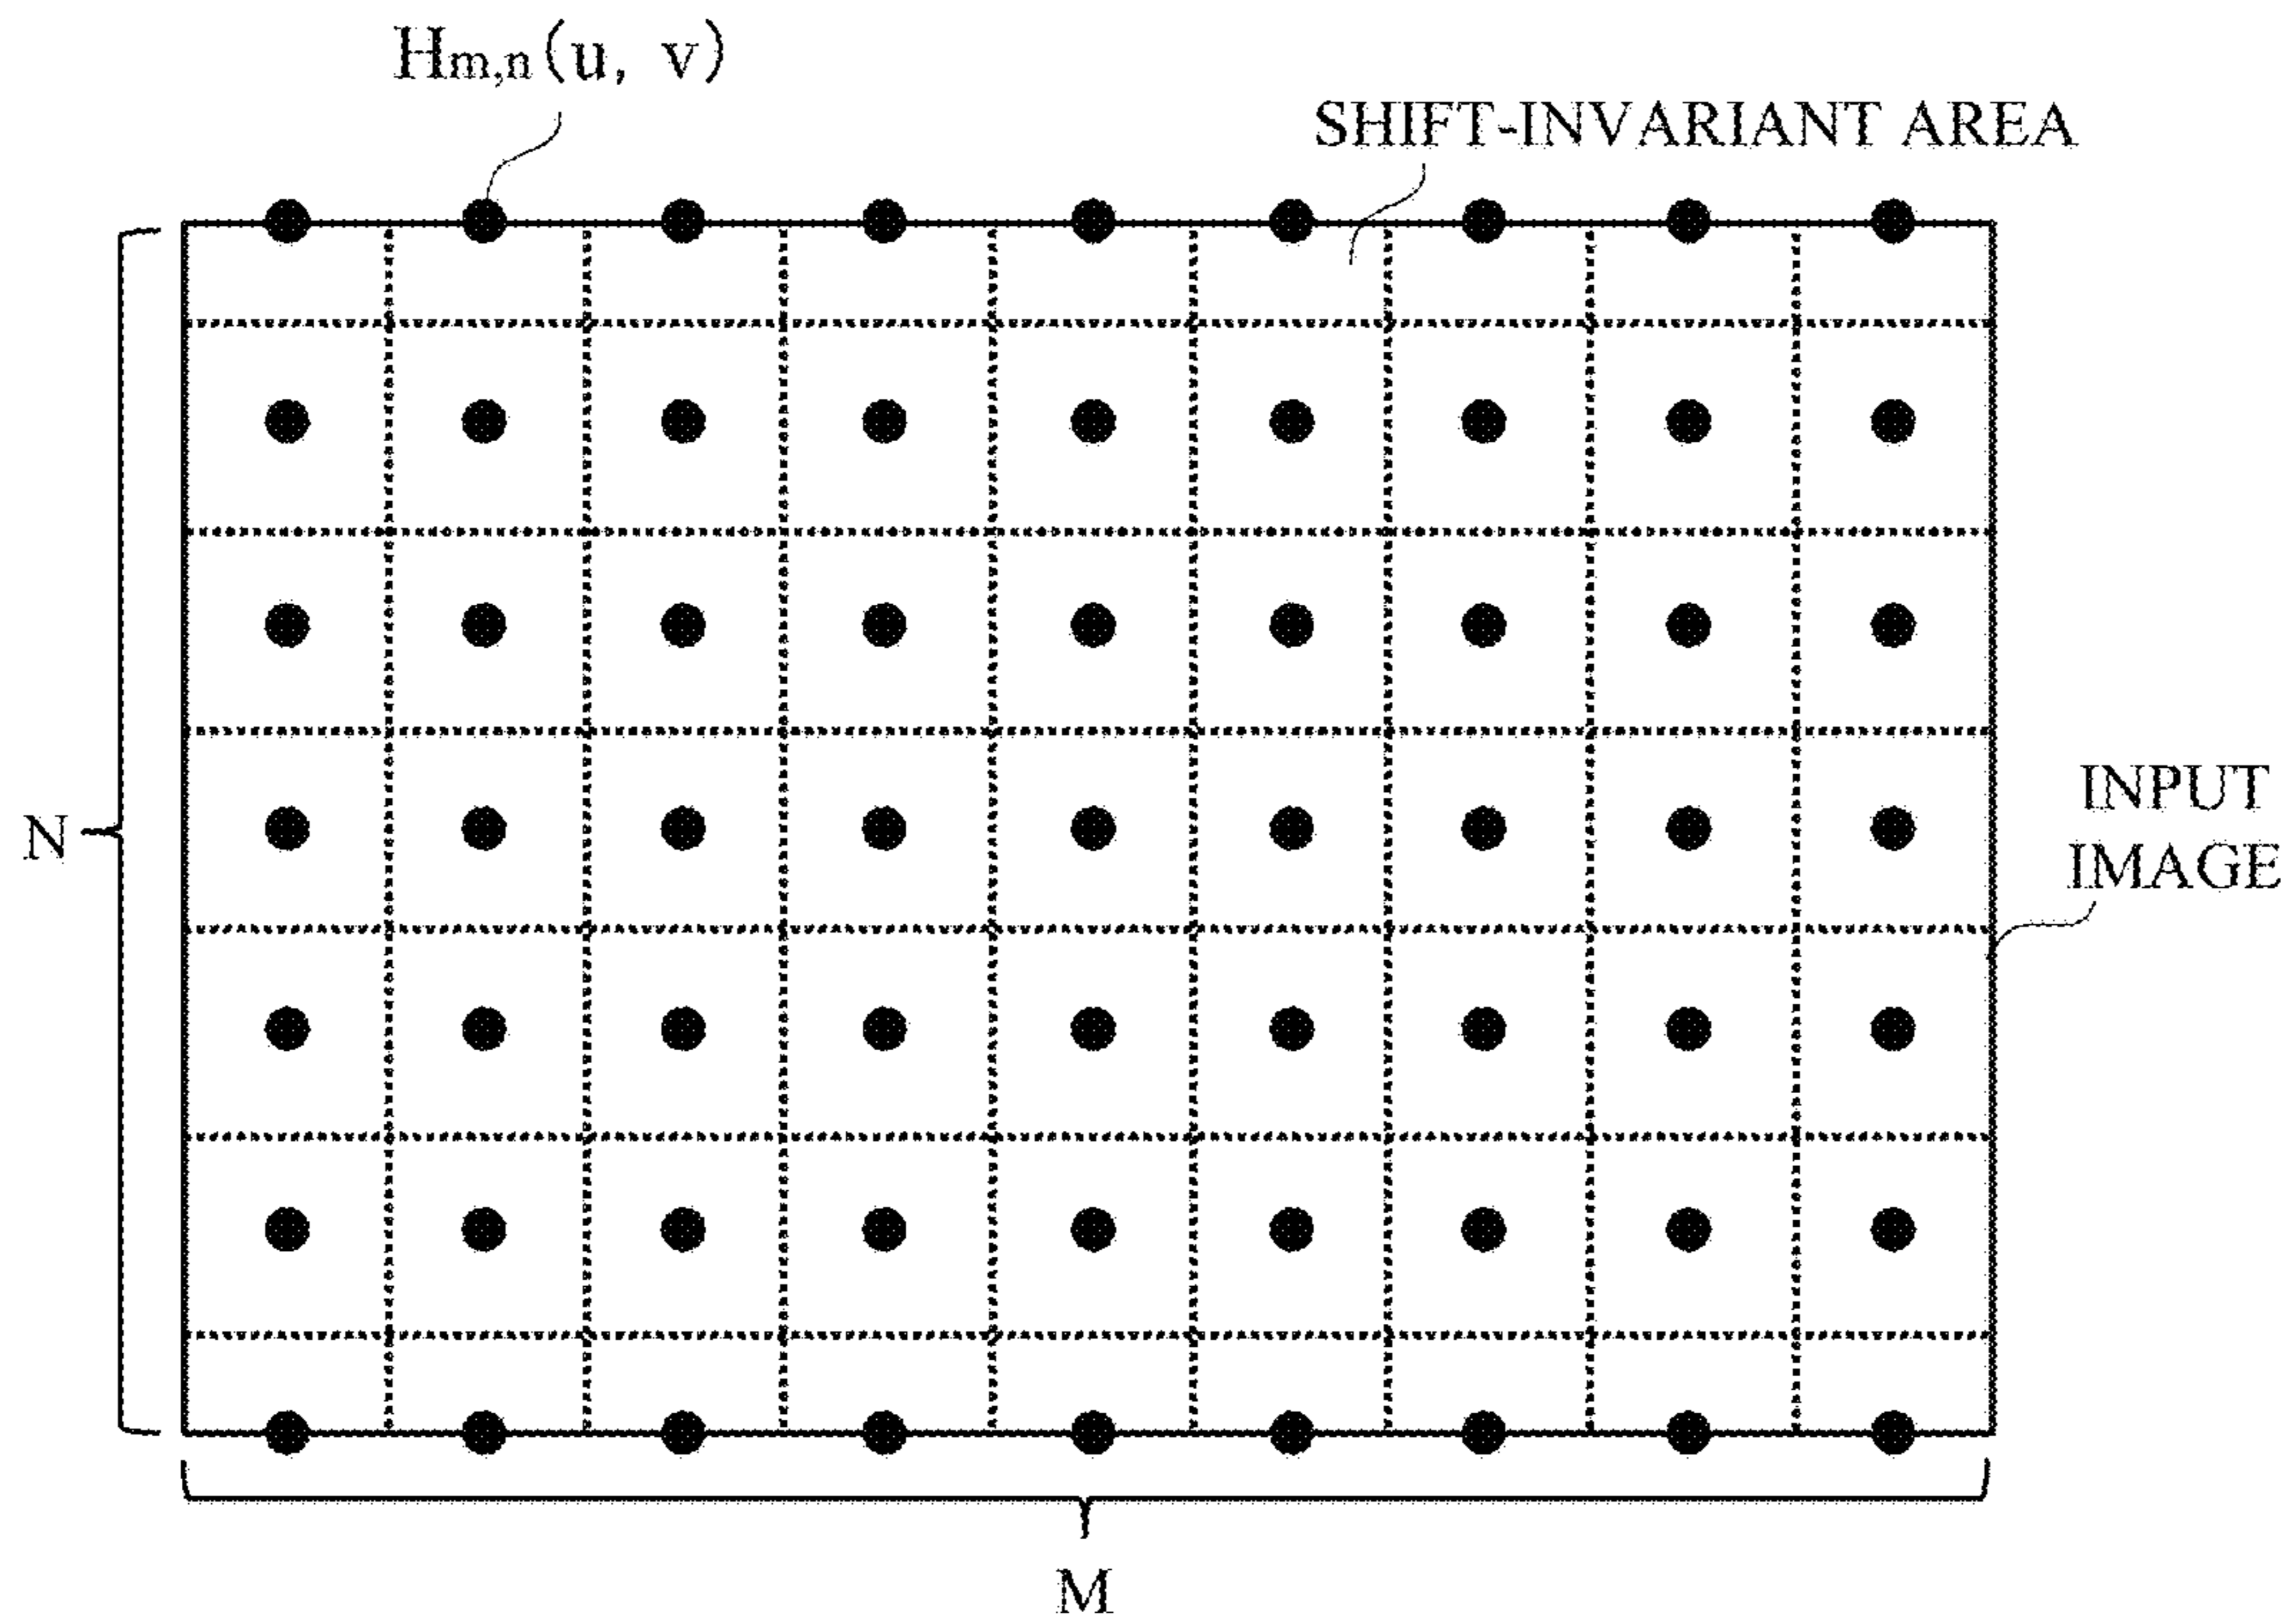 Hm,n(u, v)
SHIFT-INVARIANT AREA
N
INPUT
IMAGE
M